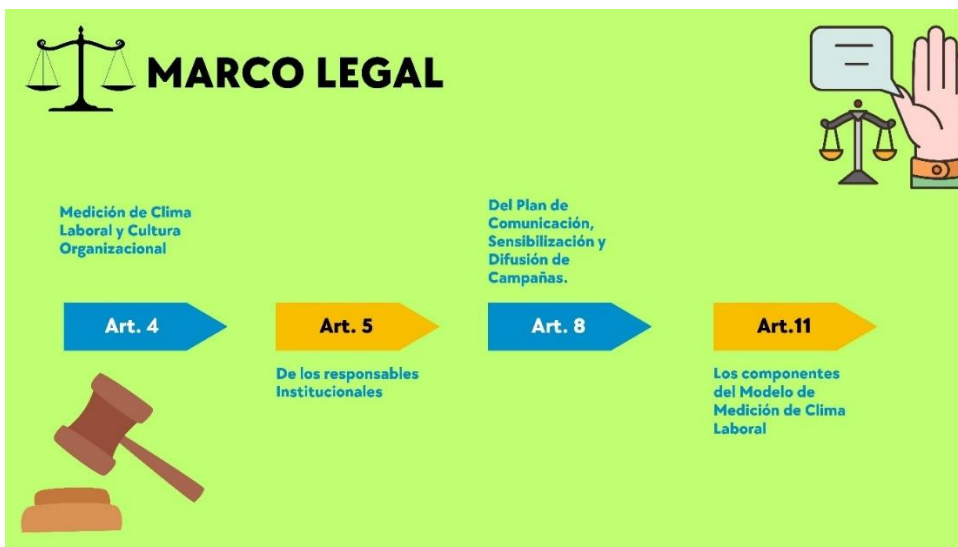 MARCO LEGAL
Medición de Clima
Laboral y Cultura
Organizacional
Art. 4
Art. 5
De los responsables
Institucionales
Del Plan de
Comunicación,
Sensibilización y
Difusión de
Campañas.
Art. 8
Art.11
Los componentes
del Modelo de
Medición de Clima
Laboral